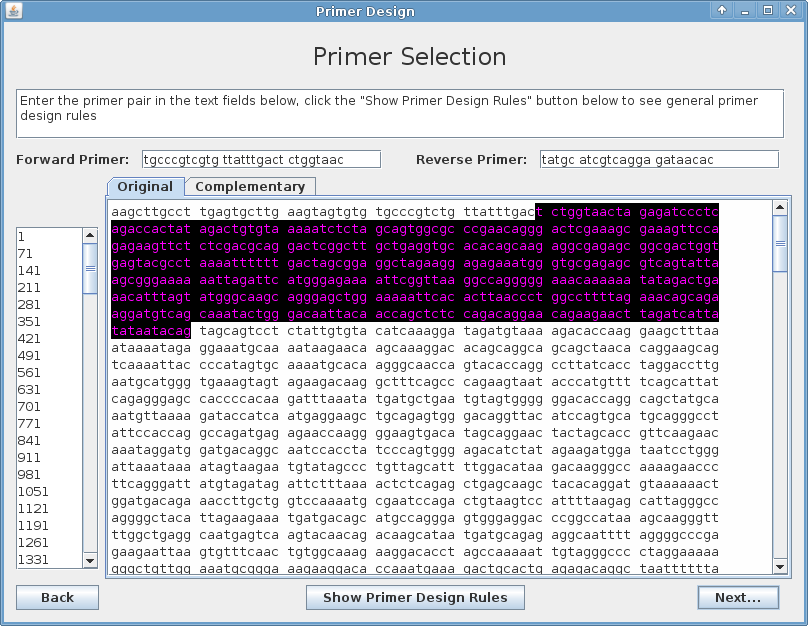 Primer Design
Primer Selection
Enter the primer pair in the text fields below, click the "Show Primer Design Rules" button below to see general primer
design rules
Forward Primer: tgcccgtcgtg ttatttgact ctggtaac Reverse Primer: tatgc atcgtcagga gataacac
Original Complementary
1
71
141
211
281
351
421
491
561
631
701
771
841
911
981
1051
1121
1191
1261
1331
aagcttgcct tgagtgcttg aagtagtgtg tgcccgtctg ttatttgact ctggtaacta gagatccctc
agaccactat agactgtgta aaaatctcta gcagtggcgc ccgaacaggg actcgaaagc gaaagttcca
gagaagttct ctcgacgcag gactcggctt gctgaggtgc acacagcaag aggcgagagc ggcgactggt
gagtacgcct aaaatttttt gactagcgga ggctagaagg agagaaatgg gtgcgagagc gtcagtatta
agcgggaaaa aattagattc atgggagaaa attcggttaa ggccaggggg aaacaaaaaa tatagactga
aacatttagt atgggcaagc agggagctgg aaaaattcac acttaaccct ggccttttag aaacagcaga
aggatgtcag caaatactgg gacaattaca accagctctc cagacaggaa cagaagaact tagatcatta
tataatacag tagcagtcct ctattgtgta catcaaagga tagatgtaaa agacaccaag gaagctttaa
ataaaataga ggaaatgcaa aataagaaca agcaaaggac acagcaggca gcagctaaca caggaagcag
tcaaaattac cccatagtgc aaaatgcaca agggcaacca gtacaccagg ccttatcacc taggaccttg
aatgcatggg tgaaagtagt agaagacaag gctttcagcc cagaagtaat acccatgttt tcagcattat
cagagggagc caccccacaa gatttaaata tgatgctgaa tgtagtgggg ggacaccagg cagctatgca
aatgttaaaa gataccatca atgaggaagc tgcagagtgg gacaggttac atccagtgca tgcagggcct
attccaccag gccagatgag agaaccaagg ggaagtgaca tagcaggaac tactagcacc gttcaagaac
aaataggatg gatgacaggc aatccaccta tcccagtggg agacatctat agaagatgga taatcctggg
attaaataaa atagtaagaa tgtatagccc tgttagcatt ttggacataa gacaagggcc aaaagaaccc
ttcagggatt atgtagatag attctttaaa actctcagag ctgagcaagc tacacaggat gtaaaaaact
ggatgacaga aaccttgctg gtccaaaatg cgaatccaga ctgtaagtcc attttaagag cattagggcc
aggggctaca ttagaagaaa tgatgacagc atgccaggga gtgggaggac ccggccataa agcaagggtt
ttggctgagg caatgagtca agtacaacag acaagcataa tgatgcagag aggcaatttt aggggcccga
gaagaattaa gtgtttcaac tgtggcaaag aaggacacct agccaaaaat tgtagggccc ctaggaaaaa
gggctgttgg aaatgcggga aagaaggaca ccaaatgaaa gactgcactg agagacaggc taatttttta
Back Show Primer Design Rules Next...